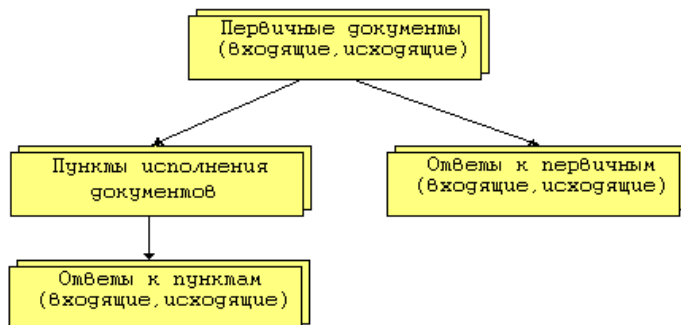 Первичные документы
(входящие,исходящие)
Пункты исполнения
документов
Ответы к первичным
(входящие,исходящие)
Ответы к пунктам
(входящие,исходящие)